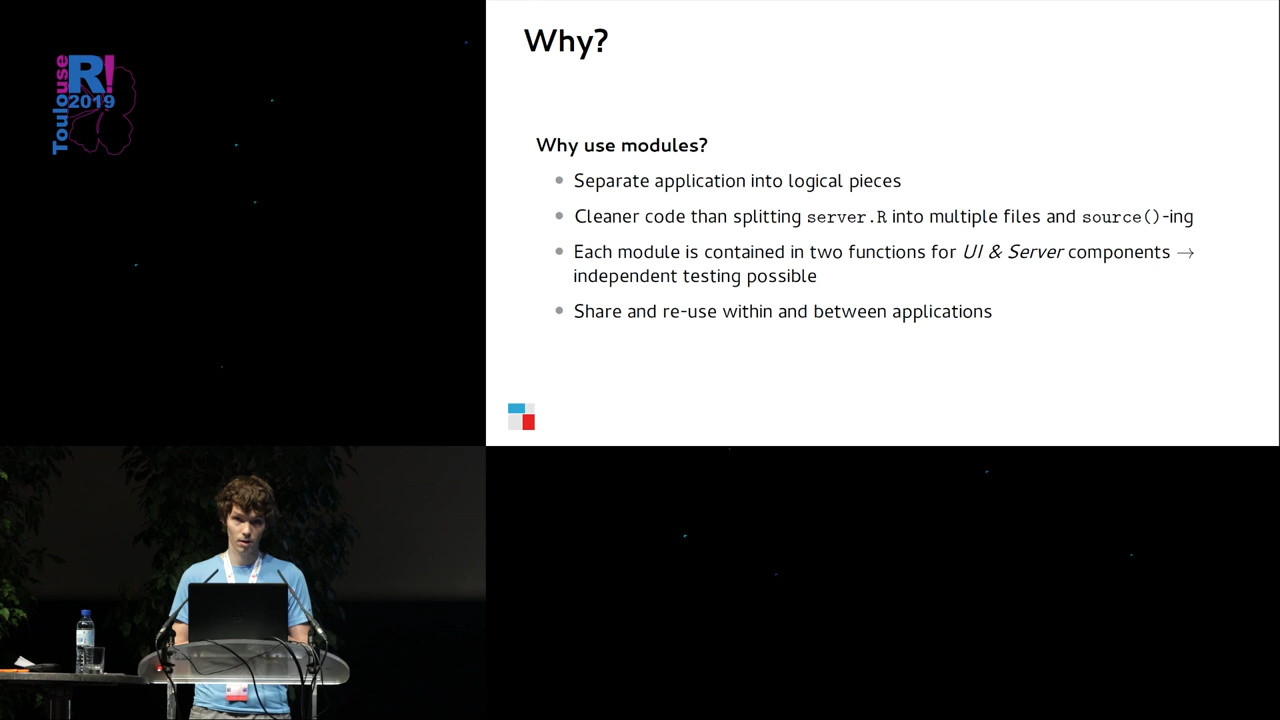 Toulouse
R!
2019
Why?
Why use modules?
Separate application into logical pieces
Cleaner code than splitting server.R into multiple files and source()-ing
Each module is contained in two functions for UI & Server components →
independent testing possible
Share and re-use within and between applications